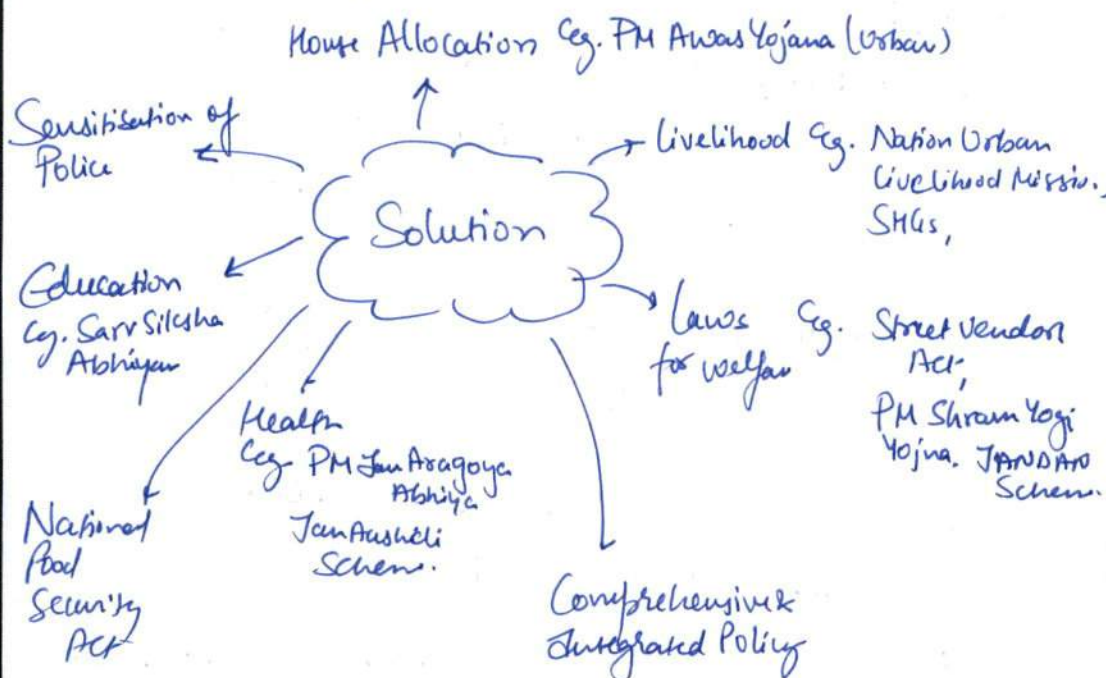 House Allocation eg. PM Awas Yojana (Urban)
Sensitisation of
Police
Livelihood eg. Nation Urban
Livelihood Mission.,
SHGs,
Solution
Education
eg. Sarv Siksha
Abhiyan
Laws eg. Street vendors
for welfare Act,
PM Shram Yogi
Yojna. JANDAN
Scheme.
Health
eg. PM Jan Aragoya
Abhiya
Jan Aushdi
Scheme.
National
Food
Security
Act
Comprehensive &
Integrated Policy